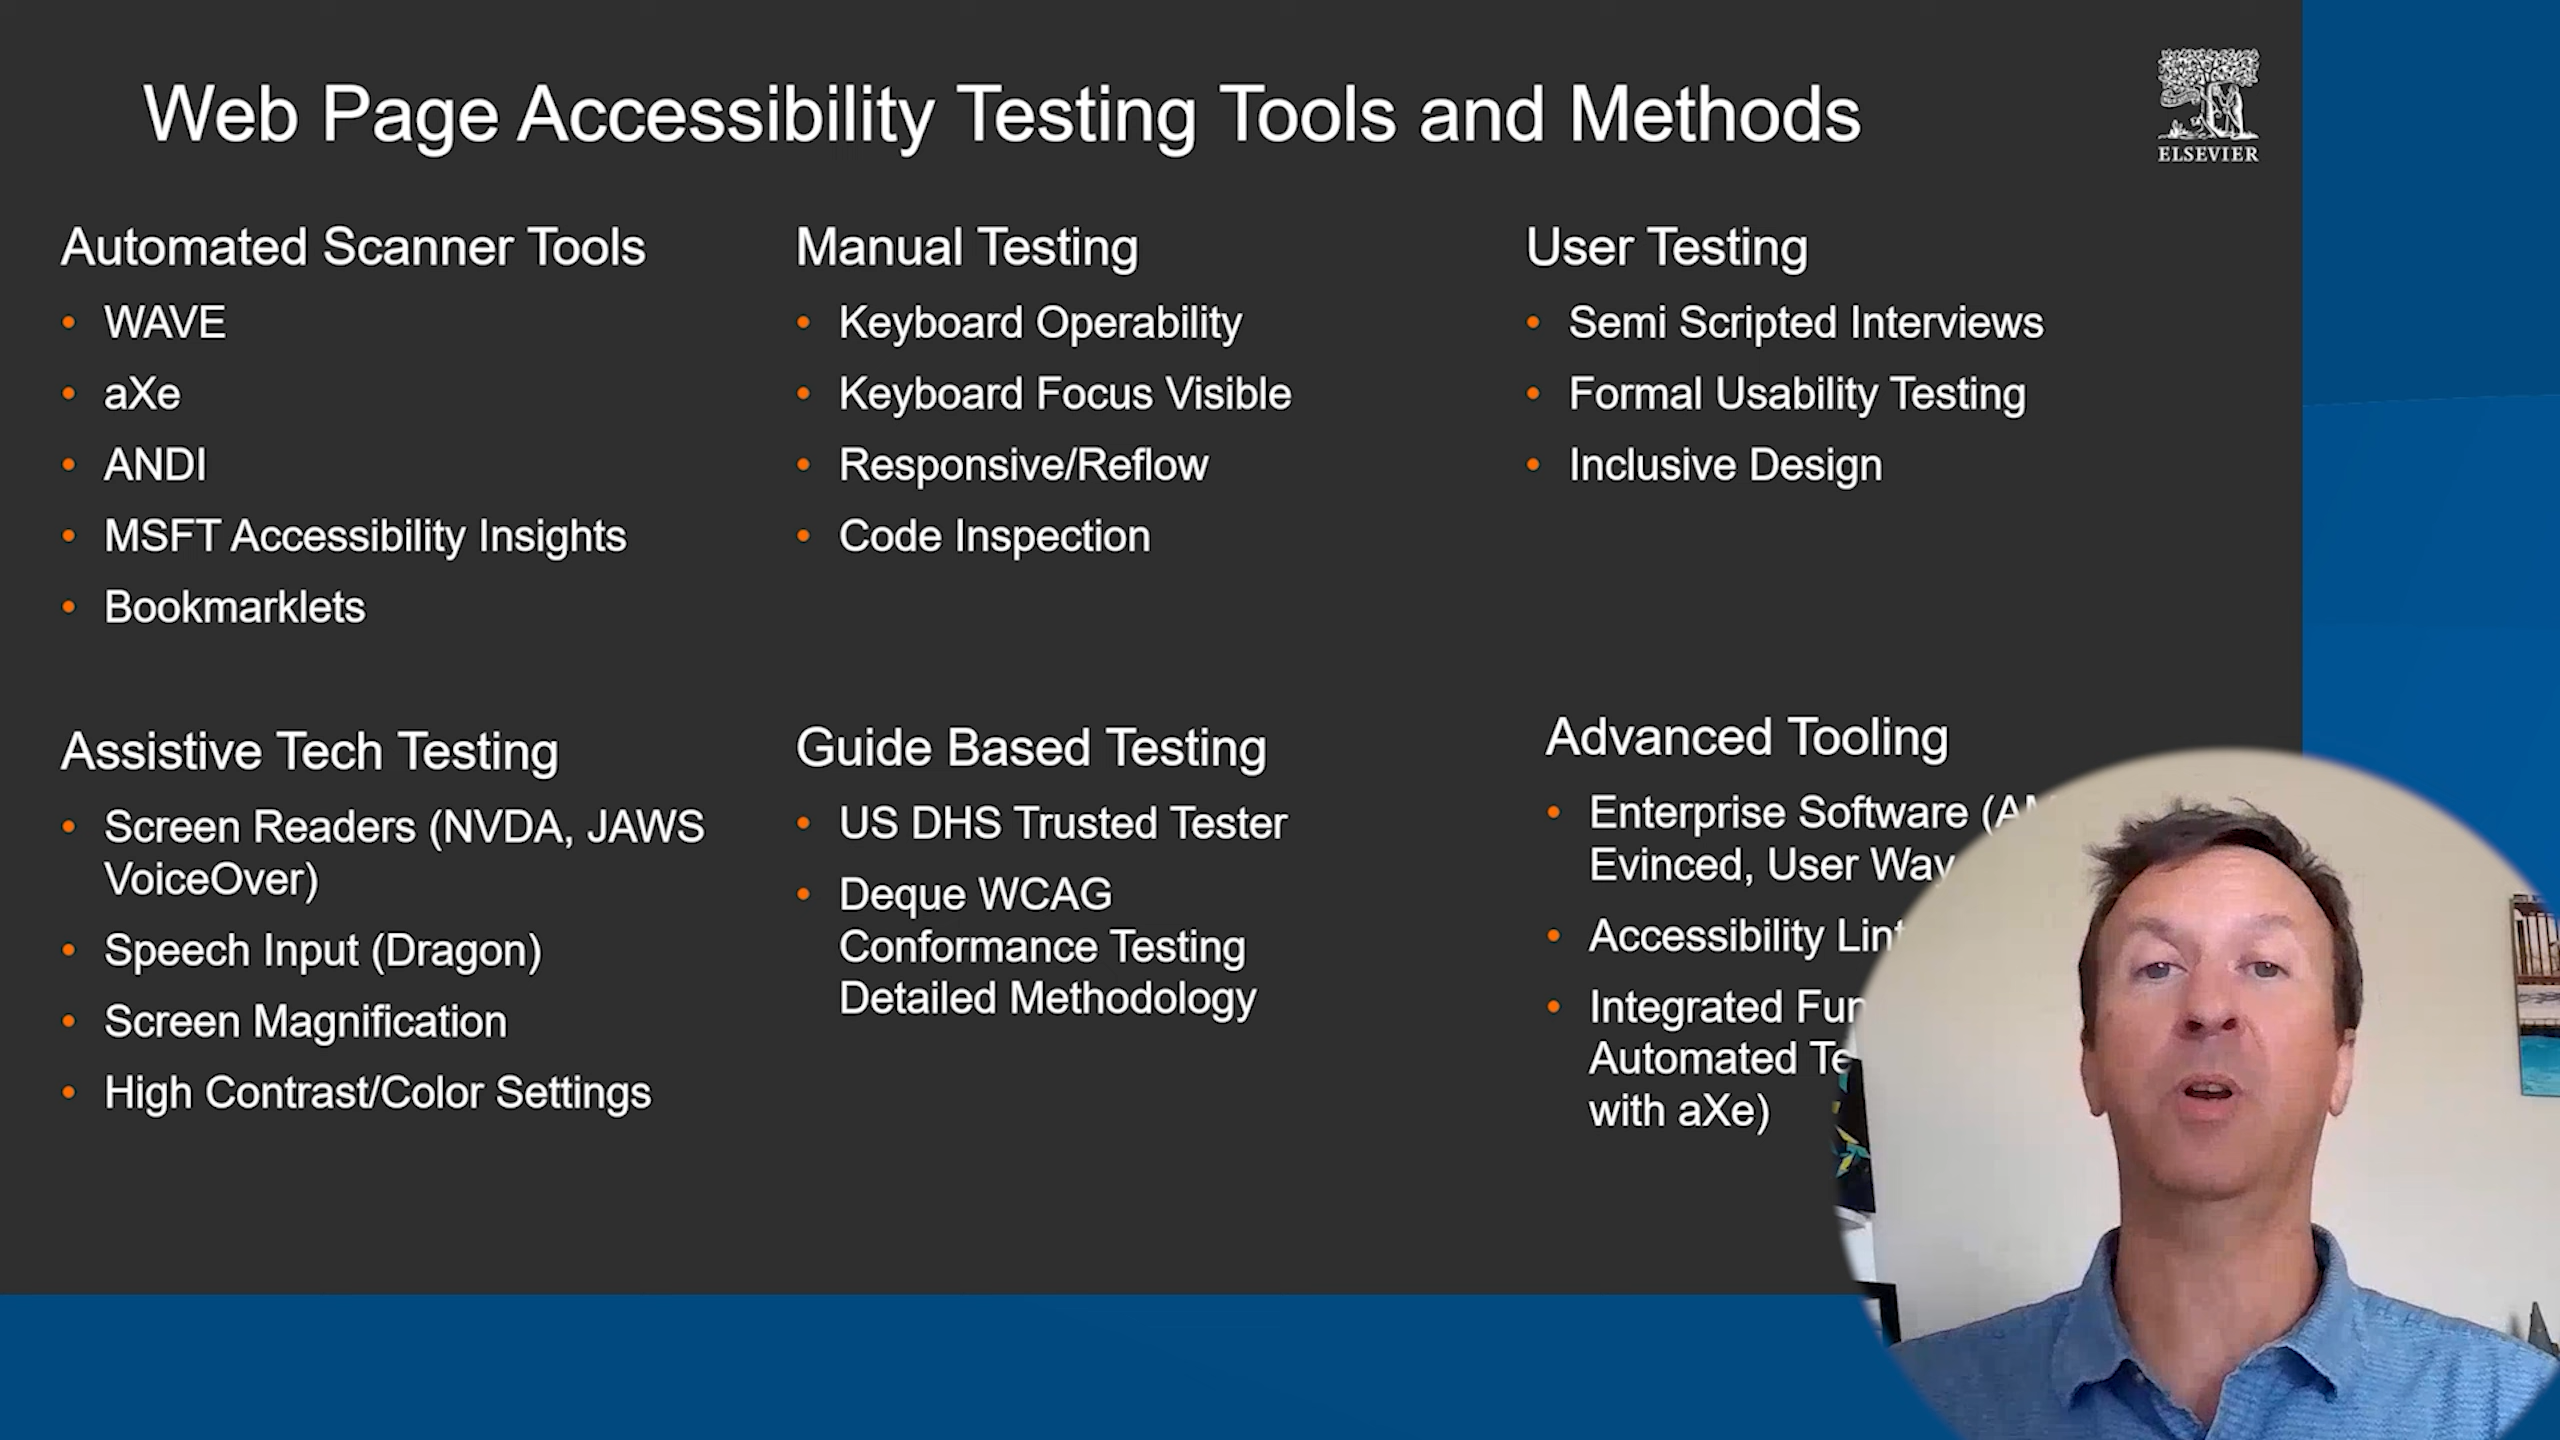 Web Page Accessibility Testing Tools and Methods
ELSEVIER
Automated Scanner Tools
WAVE
aXe
ANDI
MSFT Accessibility Insights
Bookmarklets
Manual Testing
Keyboard Operability
Keyboard Focus Visible
Responsive/Reflow
Code Inspection
User Testing
Semi Scripted Interviews
Formal Usability Testing
Inclusive Design
Assistive Tech Testing
Screen Readers (NVDA, JAWS
VoiceOver)
Speech Input (Dragon)
Screen Magnification
High Contrast/Color Settings
Guide Based Testing
US DHS Trusted Tester
Deque WCAG
Conformance Testing
Detailed Methodology
Advanced Tooling
Enterprise Software
Evinced, User Way
Accessibility
Integrated
Automated
with aXe)